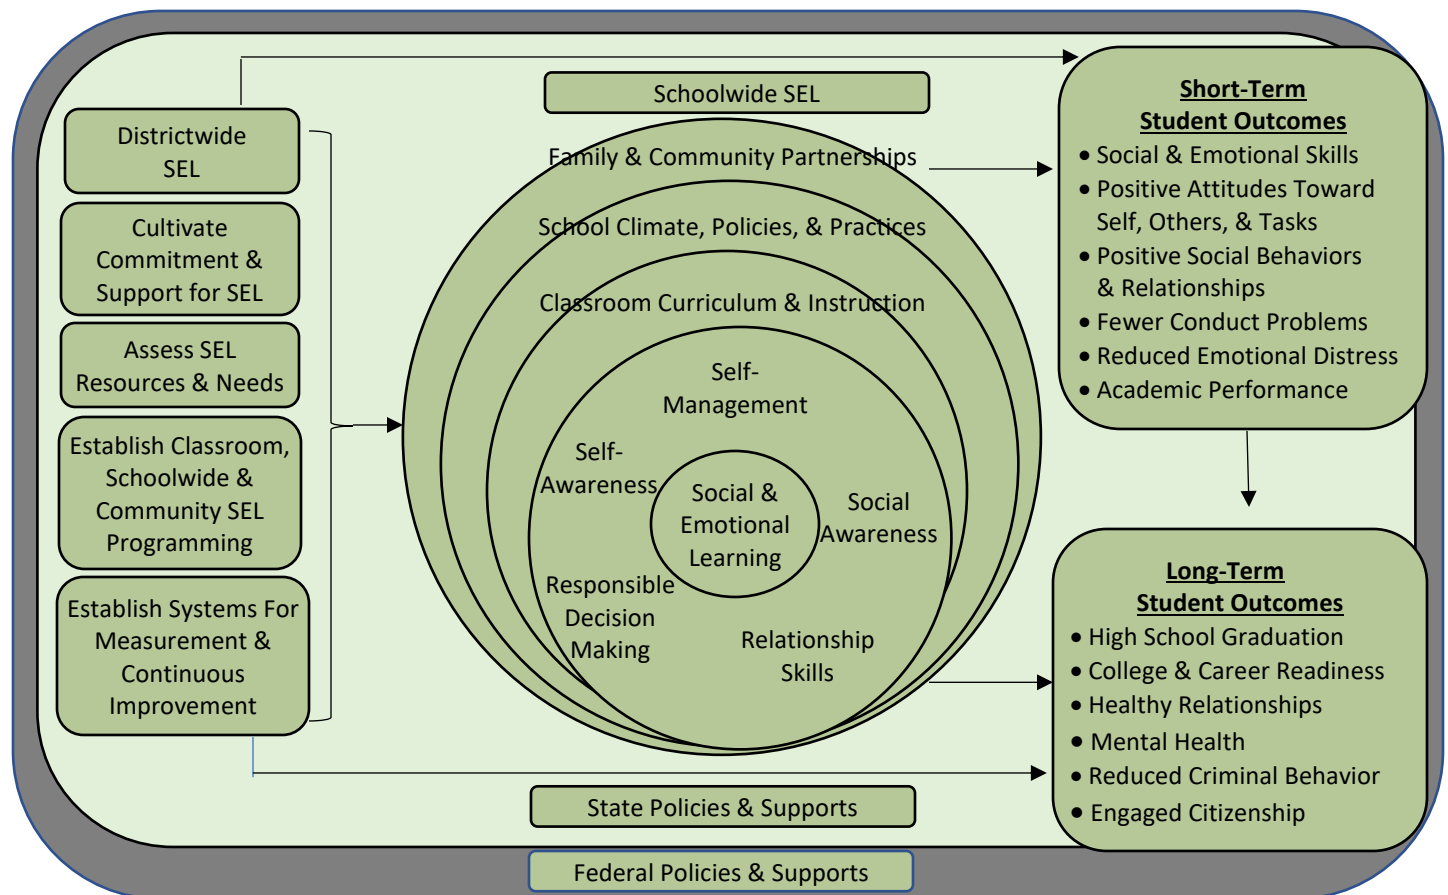 Schoolwide SEL
Districtwide
SEL
Cultivate
Commitment &
Support for SEL
Assess SEL
Resources & Needs
Establish Classroom,
Schoolwide &
Community SEL
Programming
Establish Systems For
Measurement &
Continuous
Improvement
Family & Community Partnerships
School Climate, Policies, & Practices
Classroom Curriculum & Instruction
Self-
Management
Self-
Awareness
Social &
Emotional
Learning
Social
Awareness
Responsible
Decision
Making
Relationship
Skills
Short-Term
Student Outcomes
• Social & Emotional Skills
• Positive Attitudes Toward
Self, Others, & Tasks
• Positive Social Behaviors
& Relationships
• Fewer Conduct Problems
• Reduced Emotional Distress
• Academic Performance
Long-Term
Student Outcomes
• High School Graduation
• College & Career Readiness
• Healthy Relationships
• Mental Health
• Reduced Criminal Behavior
• Engaged Citizenship
State Policies & Supports
Federal Policies & Supports